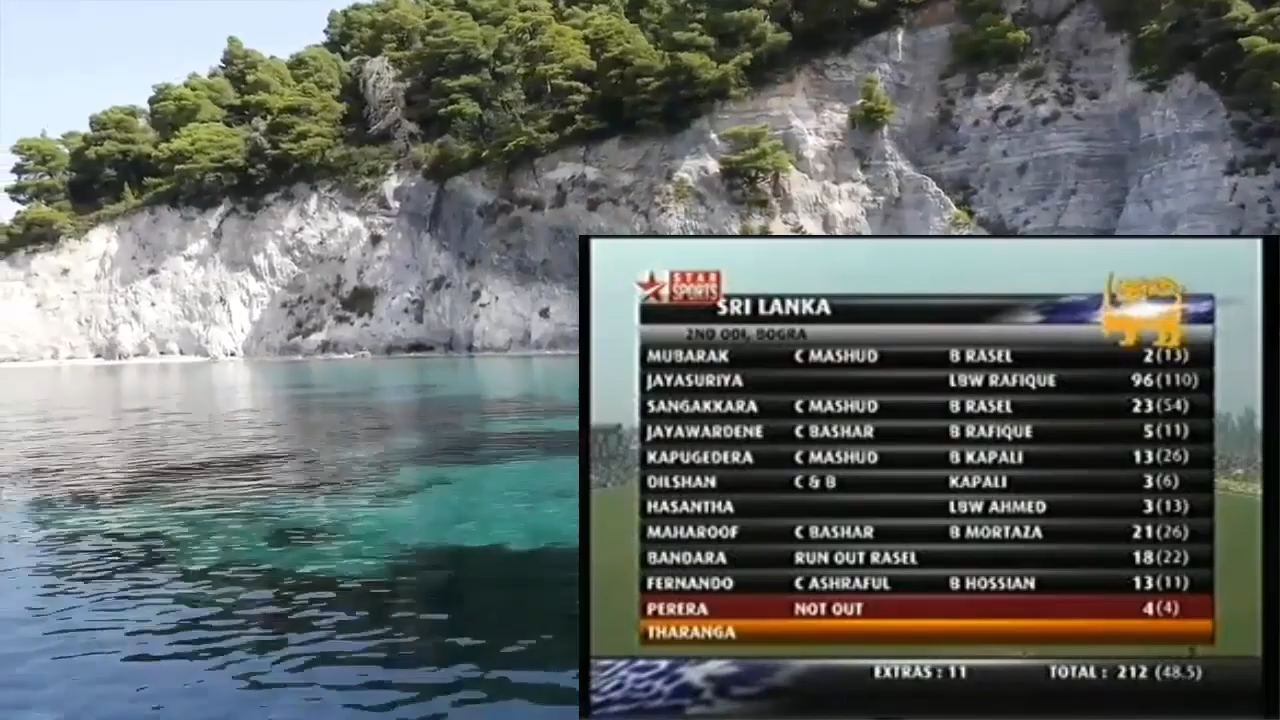 STAR
SPORTS
SRI LANKA
2ND ODI, BOGRA
MUBARAK C MASHUD B RASEL 2(13)
JAYASURIYA LBW RAFIQUE 96(110)
SANGAKKARA C MASHUD B RASEL 23(54)
JAYAWARDENE C BASHAR B RAFIQUE 5(11)
KAPUGEDERA C MASHUD B KAPALI 13(26)
DILSHAN C & B KAPALI 3(6)
HASANTHA LBW AHMED 3(13)
MAHAROOF C BASHAR B MORTAZA 21(26)
BANDARA RUN OUT RASEL 18(22)
FERNANDO C ASHRAFUL B HOSSIAN 13(11)
PERERA NOT OUT 4(4)
THARANGA
EXTRAS : 11 TOTAL : 212 (48.5)